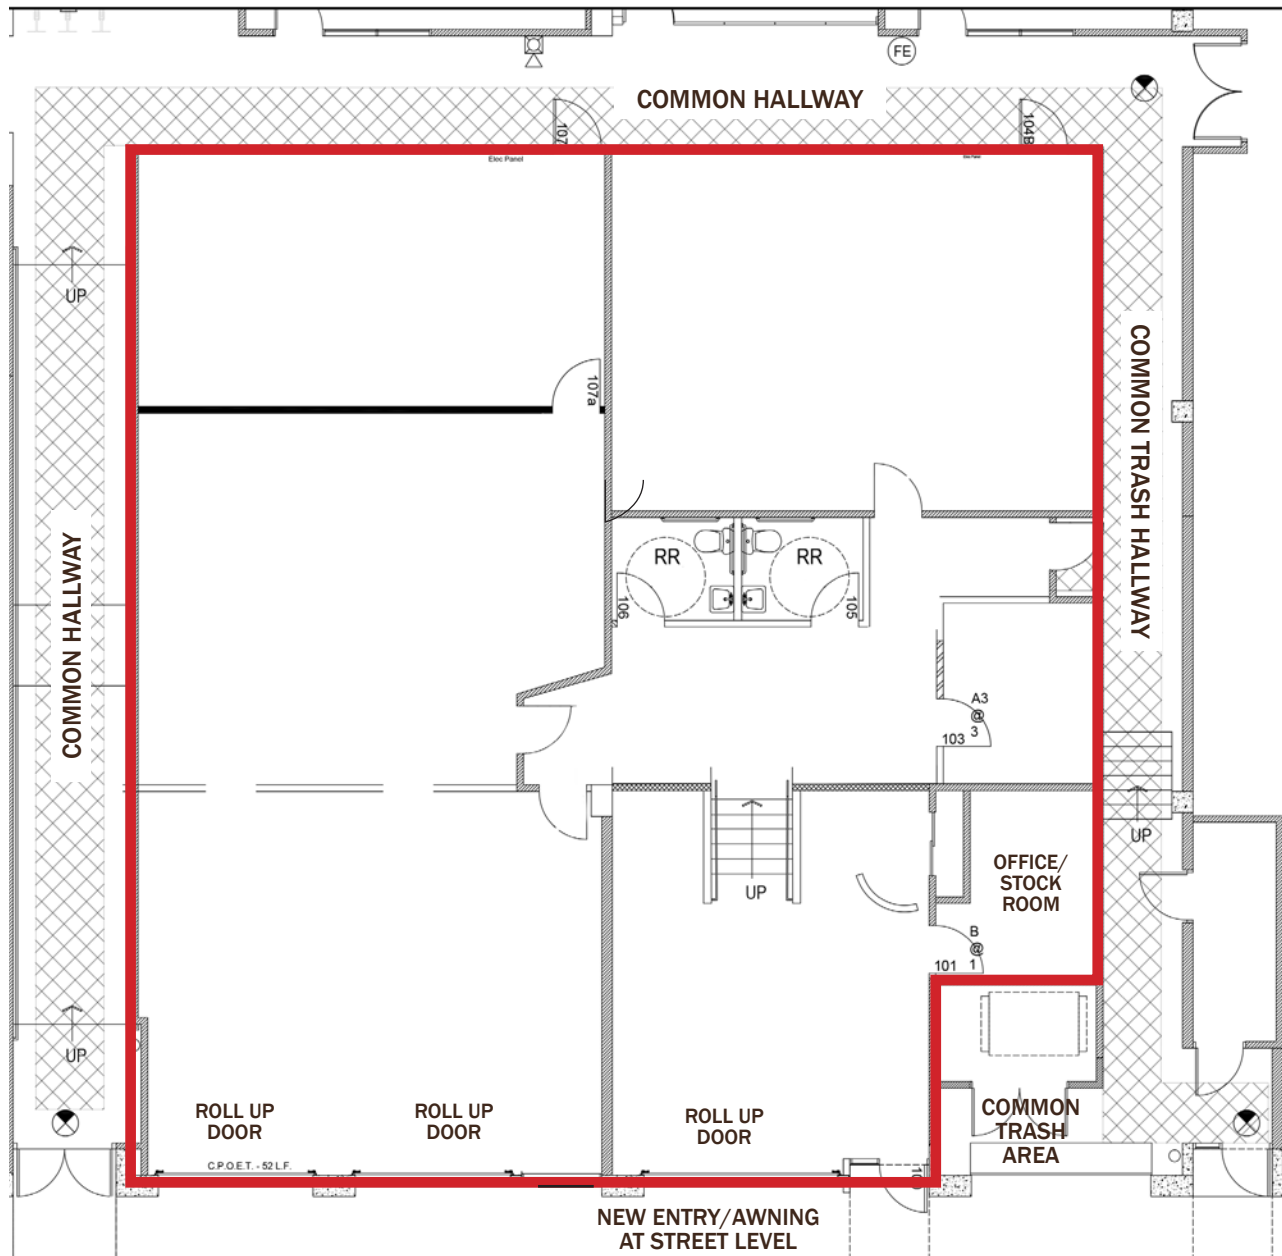 FE
COMMON HALLWAY
107
104B
Elec Panel
Elec Panel
UP
107a
COMMON TRASH HALLWAY
COMMON HALLWAY
RR
RR
106
105
A3
@
3
103
UP
UP
OFFICE/
STOCK
ROOM
B
@
1
101
UP
ROLL UP
DOOR
ROLL UP
DOOR
ROLL UP
DOOR
COMMON
TRASH
AREA
C.P.O.E.T. - 52 L.F.
NEW ENTRY/AWNING
AT STREET LEVEL